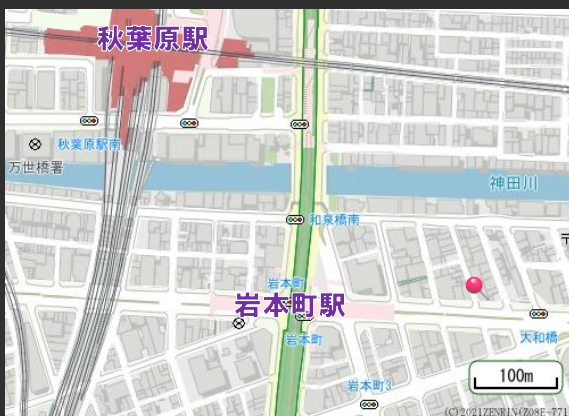 秋葉原駅
秋葉原駅南
万世橋署
神田川
和泉橋南
岩本町
岩本町駅
岩本町
大和橋
岩本町3
100m
(C)2021ZENRIN(Z08E-771